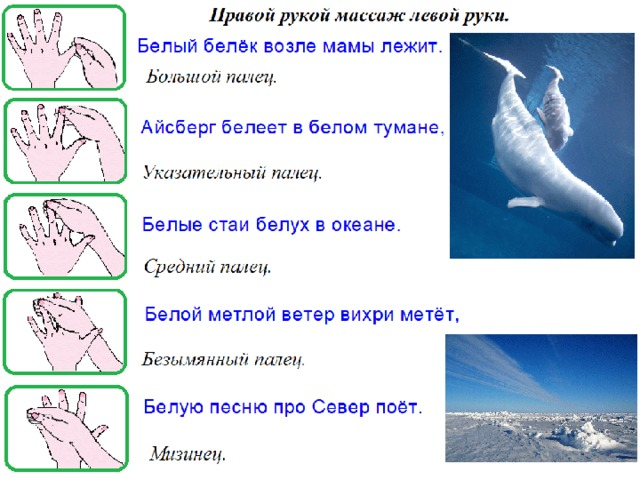 Правой рукой массаж левой руки.
Белый белёк возле мамы лежит.
Большой палец.
Айсберг белеет в белом тумане,
Указательный палец.
Белые стаи белух в океане.
Средний палец.
Белой метлой ветер вихри метёт,
Безымянный палец.
Белую песню про Север поёт.
Мизинец.